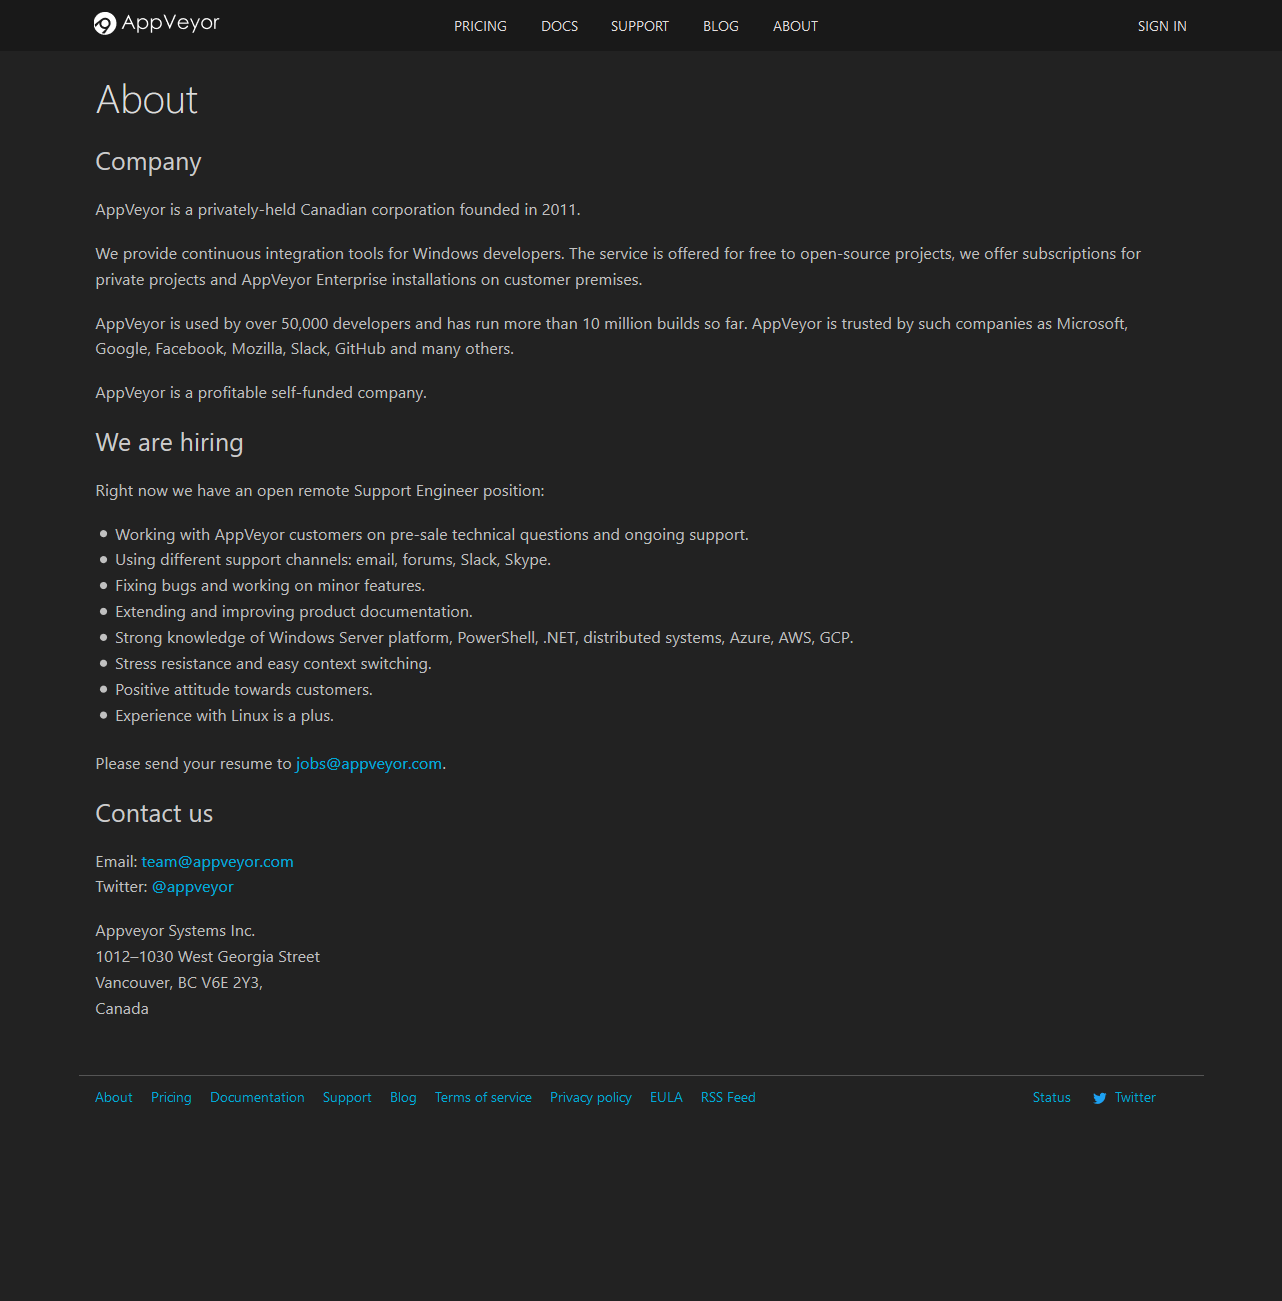 AppVeyor PRICING DOCS SUPPORT BLOG ABOUT SIGN IN
About
Company
AppVeyor is a privately-held Canadian corporation founded in 2011.
We provide continuous integration tools for Windows developers. The service is offered for free to open-source projects, we offer subscriptions for
private projects and AppVeyor Enterprise installations on customer premises.
AppVeyor is used by over 50,000 developers and has run more than 10 million builds so far. AppVeyor is trusted by such companies as Microsoft,
Google, Facebook, Mozilla, Slack, GitHub and many others.
AppVeyor is a profitable self-funded company.
We are hiring
Right now we have an open remote Support Engineer position:
• Working with AppVeyor customers on pre-sale technical questions and ongoing support.
• Using different support channels: email, forums, Slack, Skype.
• Fixing bugs and working on minor features.
• Extending and improving product documentation.
• Strong knowledge of Windows Server platform, PowerShell, .NET, distributed systems, Azure, AWS, GCP.
• Stress resistance and easy context switching.
• Positive attitude towards customers.
• Experience with Linux is a plus.
Please send your resume to jobs@appveyor.com.
Contact us
Email: team@appveyor.com
Twitter: @appveyor
Appveyor Systems Inc.
1012–1030 West Georgia Street
Vancouver, BC V6E 2Y3,
Canada
About Pricing Documentation Support Blog Terms of service Privacy policy EULA RSS Feed Status Twitter